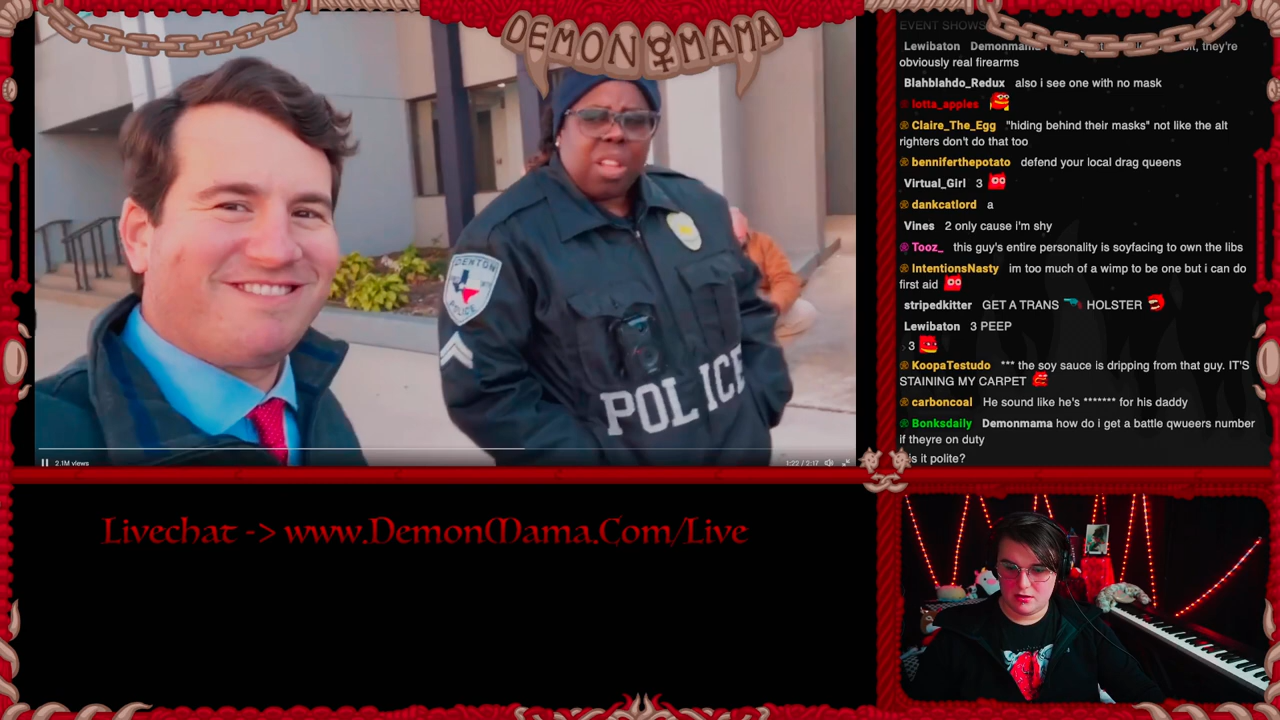 DEMON MAMA
DENTON
POLICE
POLICE
2.1M views
1:22 / 2:17
EVENT SHOWS
Lewibaton Demonmama they're
obviously real firearms
Blahblahdo_Redux also i see one with no mask
lotta_apples
Claire_The_Egg "hiding behind their masks" not like the alt
righters don't do that too
benniferthepotato defend your local drag queens
Virtual_Girl 3
dankcatlord a
Vines 2 only cause i'm shy
Tooz_ this guy's entire personality is soyfacing to own the libs
IntentionsNasty im too much of a wimp to be one but i can do
first aid
stripedkitter GET A TRANS HOLSTER
Lewibaton 3 PEEP
3
KoopaTestudo *** the soy sauce is dripping from that guy. IT'S
STAINING MY CARPET
carboncoal He sound like he's ******* for his daddy
Bonksdaily Demonmama how do i get a battle qwueers number
if theyre on duty
is it polite?
Livechat -> www.DemonMama.Com/Live